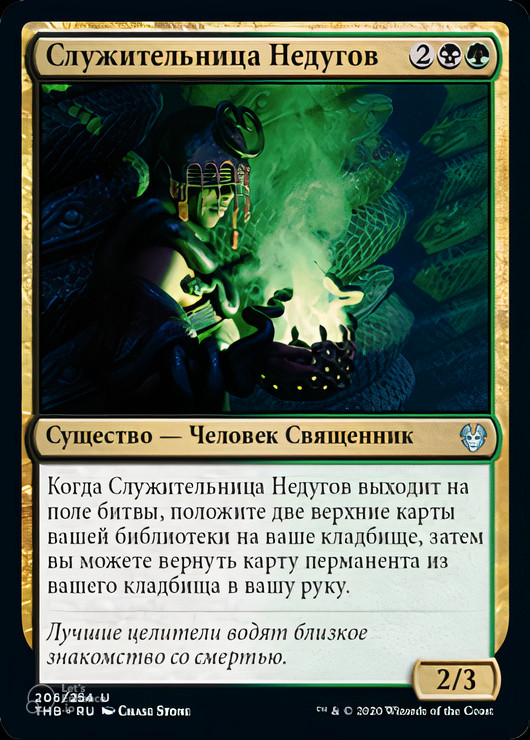 Служительница Недугов 2
Существо — Человек Священник
Когда Служительница Недугов выходит на
поле битвы, положите две верхние карты
вашей библиотеки на ваше кладбище, затем
вы можете вернуть карту перманента из
вашего кладбища в вашу руку.
Лучшие целители водят близкое
знакомство со смертью.
2/3
206/254 U
THB • RU Chase Stone
™ & © 2020 Wizards of the Coast